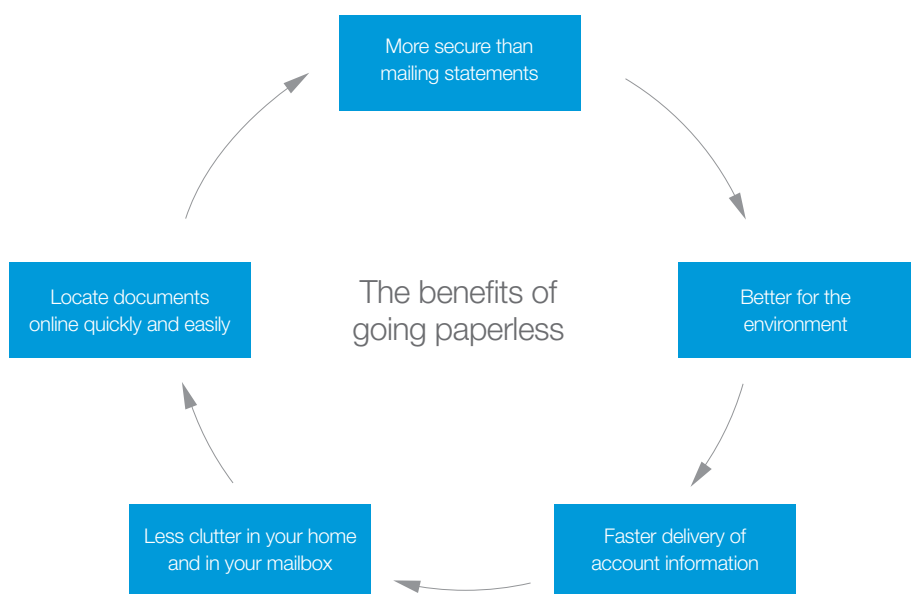 More secure than
mailing statements
The benefits of
going paperless
Better for the
environment
Faster delivery of
account information
Less clutter in your home
and in your mailbox
Locate documents
online quickly and easily